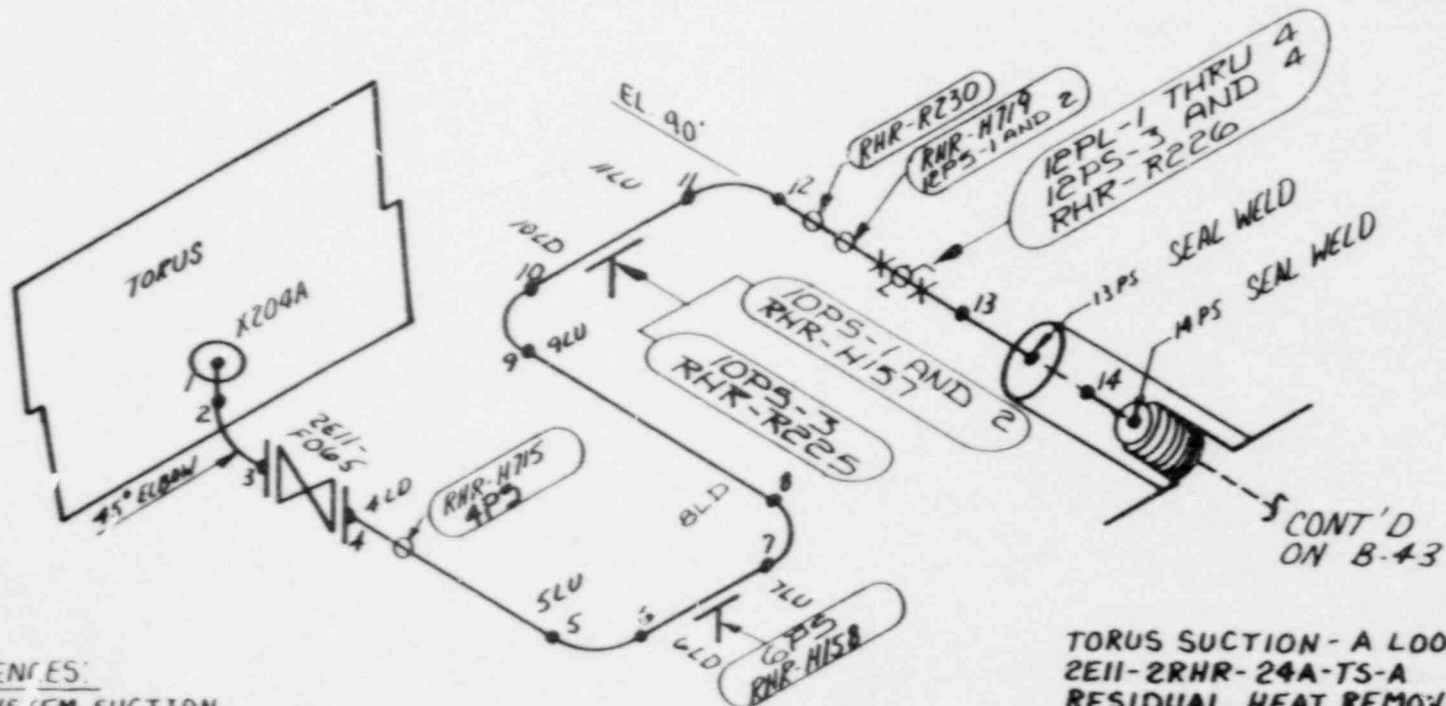 TORUS
X204A
1
2
45° ELBOW
3
2E11-
F065
4LD
4
RHR-H715
4PS
5LU
5
6
6LD
6PS
RHR-H158
7LU
7
8LD
8
9
9LU
10
10LD
11LU
11
EL. 90°
12
RHR-R230
RHR-H719
12PS-1 AND 2
12PL-1 THRU 4
12PS-3 AND 4
RHR-R226
10PS-1 AND 2
RHR-H157
10PS-3
RHR-R225
13
13PS SEAL WELD
14PS SEAL WELD
14
CONT'D
ON B-43
ENCES:
SUCTION
TORUS SUCTION - A LOO
2E11-2RHR-24A-TS-A
RESIDUAL HEAT REMOV